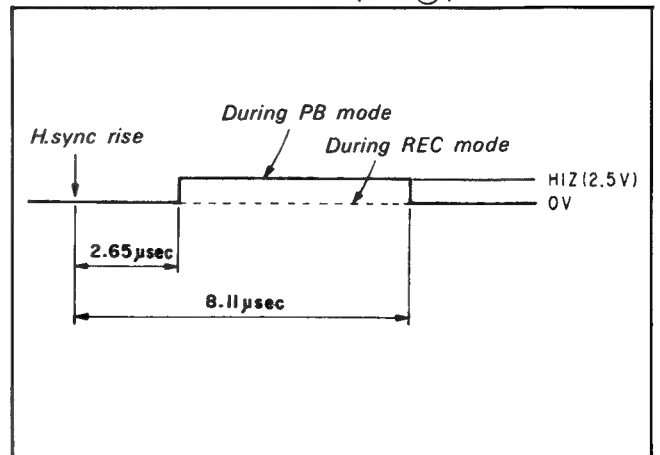 During PB mode
H.sync rise
During REC mode
HIZ(2.5V)
0V
2.65µsec
8.11µsec